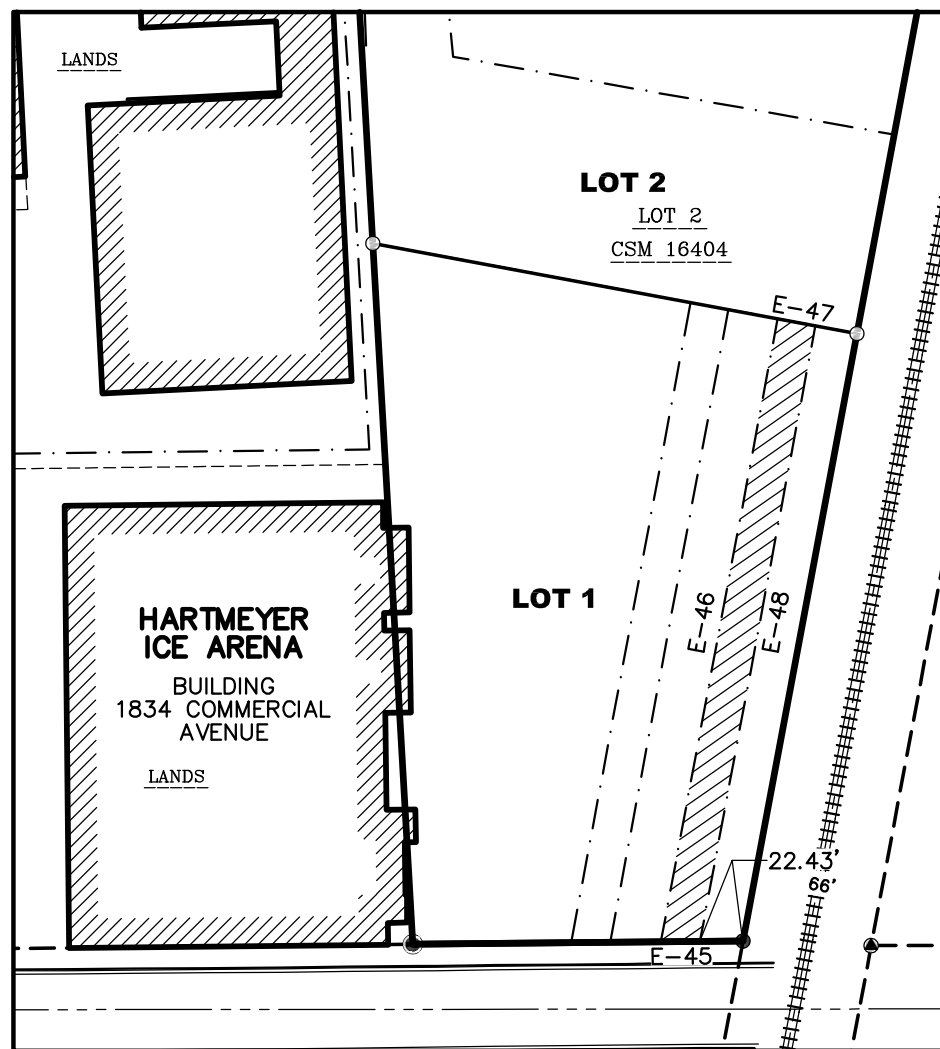 LANDS
LOT 2
LOT 2
CSM 16404
E-47
LOT 1
E-46
E-48
HARTMEYER
ICE ARENA
BUILDING
1834 COMMERCIAL
AVENUE
LANDS
22.43'
66'
E-45